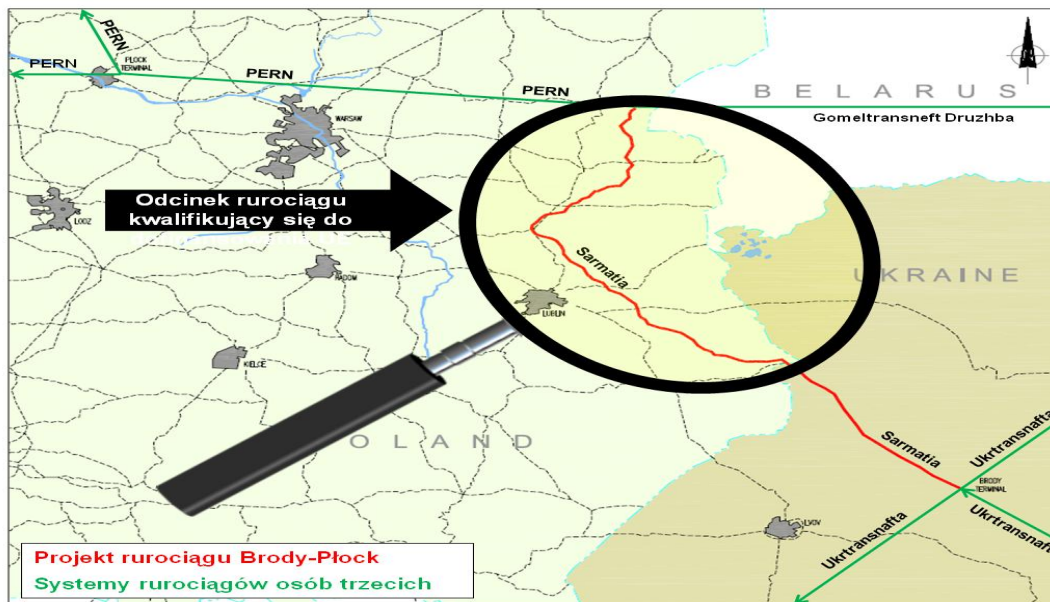 PERN
PERN
PŁOCK
TERMINAL
PERN
PERN
BELARUS
Gomeltransneft Druzhba
WARSAW
Odcinek rurociągu
kwalifikujący się do
LODZ
RADOM
Sarmatia
UKRAINE
LUBLIN
KIELCE
OLAND
Sarmatia
Ukrtransnafta
BRODY
TERMINAL
Ukrtransnafta
Ukrtransnafta
LVOV
Projekt rurociągu Brody-Płock
Systemy rurociągów osób trzecich